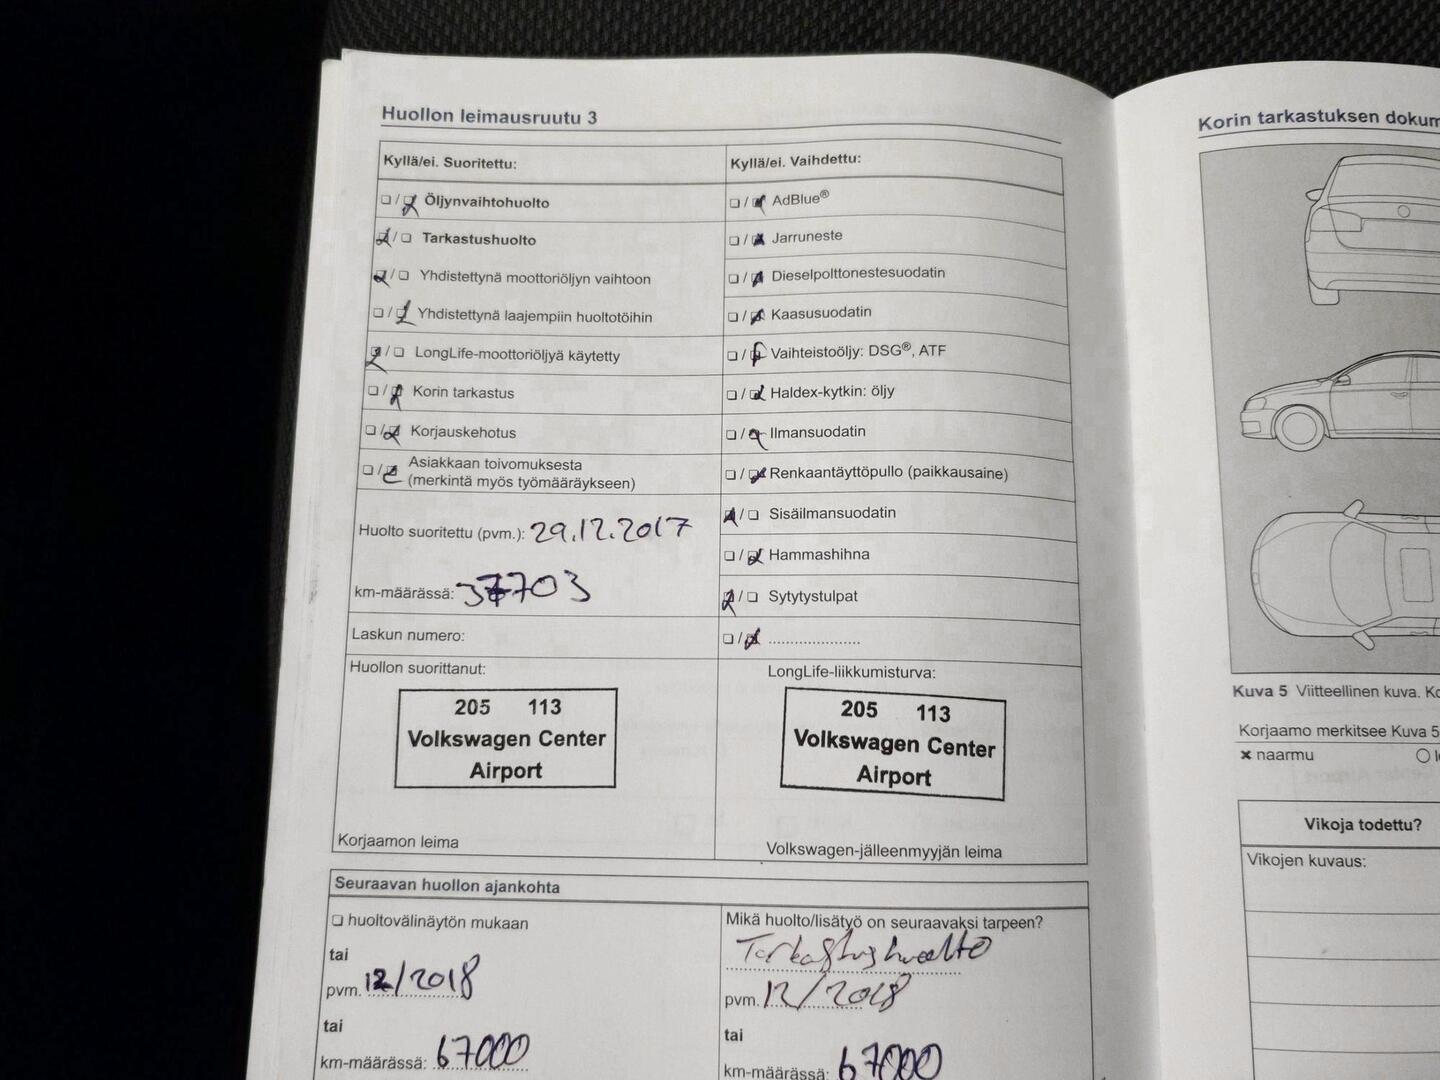 Huollon leimausruutu 3
Kyllä/ei. Suoritettu:
Öljynvaihtohuolto
Tarkastushuolto
Yhdistettynä moottoriöljyn vaihtoon
Yhdistettynä laajempiin huoltotöihin
LongLife-moottoriöljyä käytetty
Korin tarkastus
Korjauskehotus
Asiakkaan toivomuksesta
(merkintä myös työmääräykseen)
Huolto suoritettu (pvm.): 29.12.2017
km-määrässä: 37703
Laskun numero:
Huollon suorittanut:
205 113
Volkswagen Center
Airport
Korjaamon leima
Kyllä/ei. Vaihdettu:
AdBlue®
Jarruneste
Dieselpolttonestesuodatin
Kaasusuodatin
Vaihteistoöljy: DSG®, ATF
Haldex-kytkin: öljy
Ilmansuodatin
Renkaantäyttöpullo (paikkausaine)
Sisäilmansuodatin
Hammashihna
Sytytystulpat
LongLife-liikkumisturva:
205 113
Volkswagen Center
Airport
Volkswagen-jälleenmyyjän leima
Seuraavan huollon ajankohta
huoltovälinäytön mukaan
tai
pvm. 12/2018
tai
km-määrässä: 67000
Mikä huolto/lisätyö on seuraavaksi tarpeen?
Tarkastushuolto
pvm. 12/2018
tai
km-määrässä: 67000
Korin tarkastuksen dokum
Kuva 5 Viitteellinen kuva. Ko
Korjaamo merkitsee Kuva 5
naarmu
Vikoja todettu?
Vikojen kuvaus: